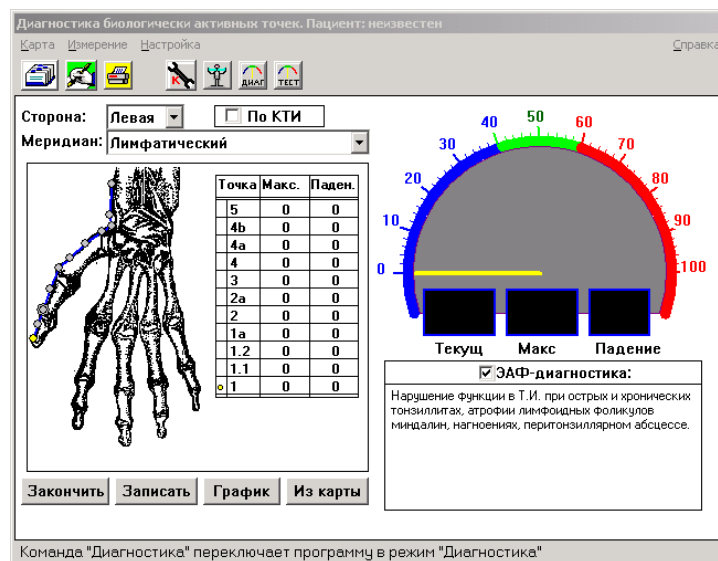 Диагностика биологически активных точек. Пациент: неизвестен
Карта Измерение Настройка Справка
К ДИАГ ТЕСТ
Сторона: Левая По КТИ
Меридиан: Лимфатический
Точка Макс. Паден.
5 0 0
4b 0 0
4a 0 0
4 0 0
3 0 0
2a 0 0
2 0 0
1a 0 0
1.2 0 0
1.1 0 0
1 0 0
0 10 20 30 40 50 60 70 80 90 100
Текущ Макс Падение
ЭАФ-диагностика:
Нарушение функции в Т.И. при острых и хронических
тонзиллитах, атрофии лимфоидных фоликулов
миндалин, нагноениях, перитонзиллярном абсцессе.
Закончить Записать График Из карты
Команда "Диагностика" переключает программу в режим "Диагностика"